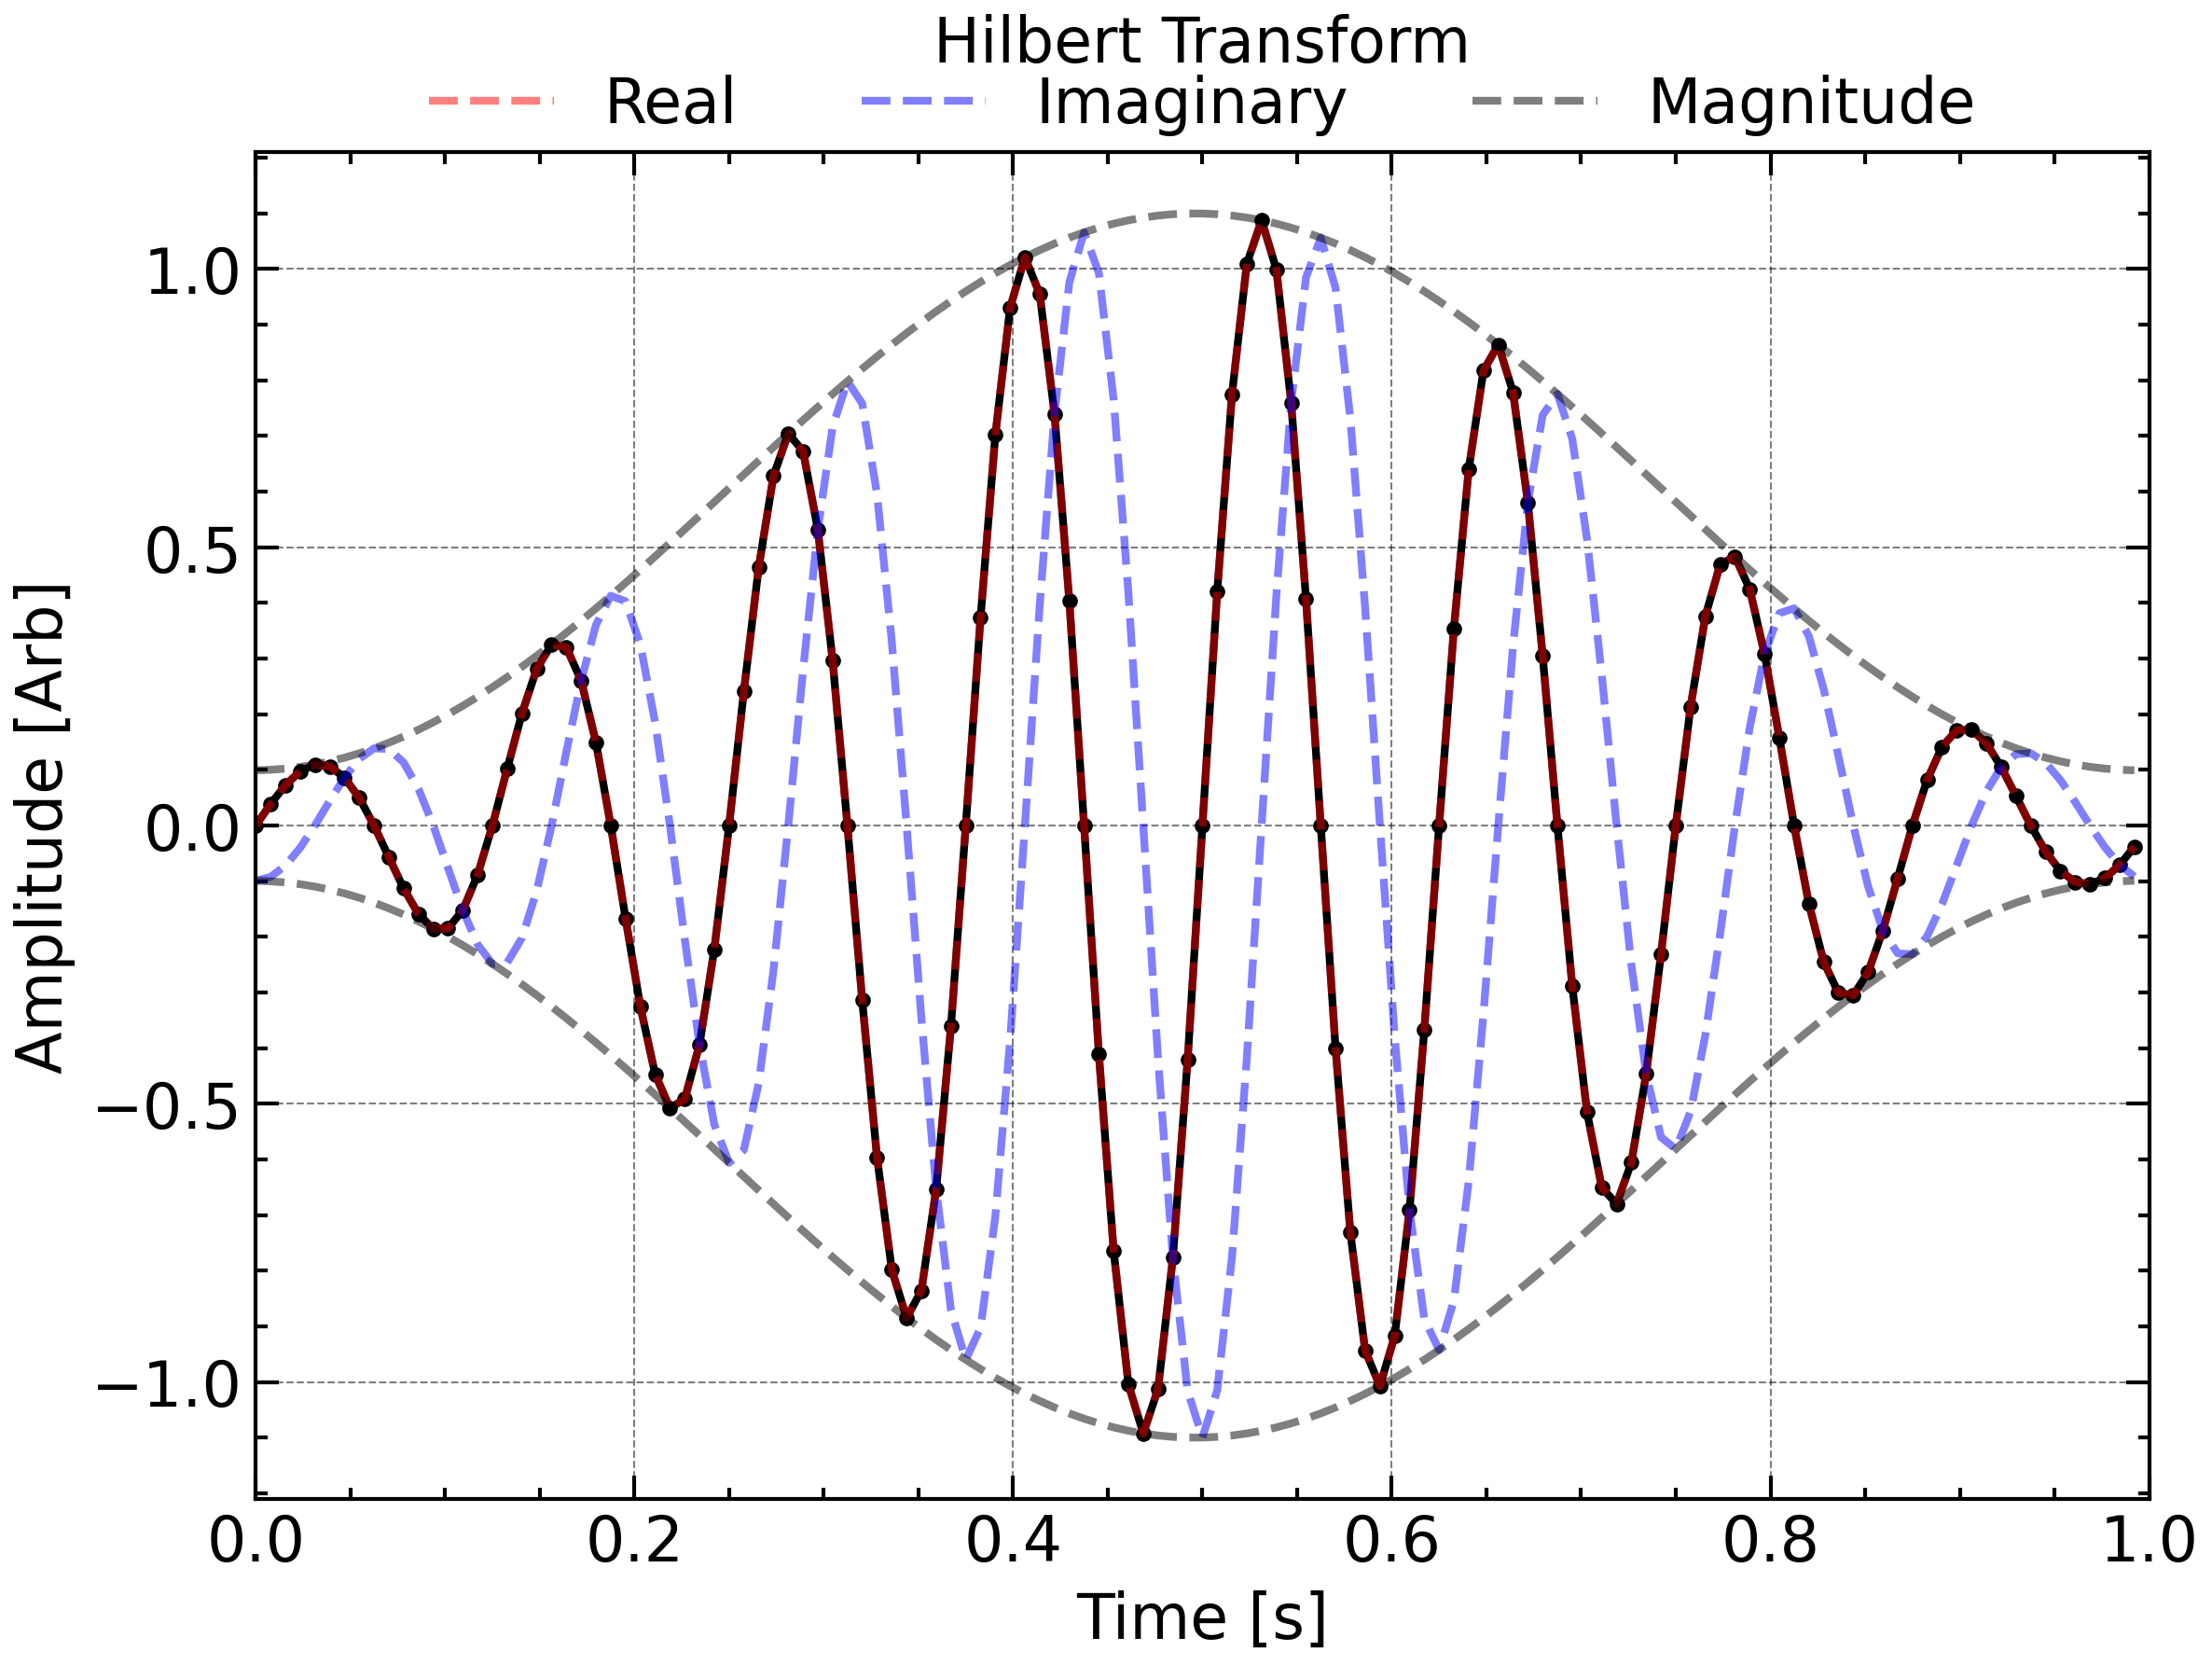 Hilbert Transform
Real Imaginary Magnitude
Amplitude [Arb]
1.0
0.5
0.0
−0.5
−1.0
0.0 0.2 0.4 0.6 0.8 1.0
Time [s]